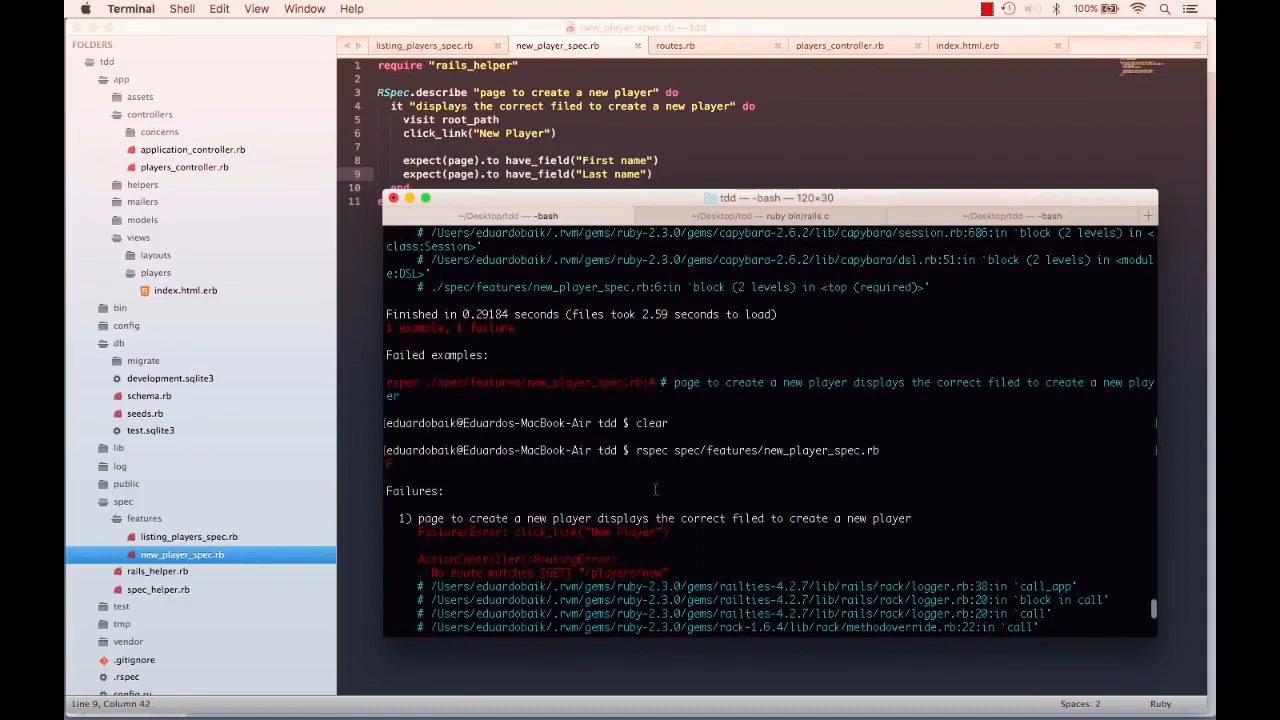 Terminal Shell Edit View Window Help 100%
new_player_spec.rb — tdd
FOLDERS
tdd
app
assets
controllers
concerns
application_controller.rb
players_controller.rb
helpers
mailers
models
views
layouts
players
index.html.erb
bin
config
db
migrate
development.sqlite3
schema.rb
seeds.rb
test.sqlite3
lib
log
public
spec
features
listing_players_spec.rb
new_player_spec.rb
rails_helper.rb
spec_helper.rb
test
tmp
vendor
.gitignore
.rspec
config.ru
listing_players_spec.rb × new_player_spec.rb × routes.rb × players_controller.rb × index.html.erb ×
1 require "rails_helper"
2
3 RSpec.describe "page to create a new player" do
4 it "displays the correct filed to create a new player" do
5 visit root_path
6 click_link("New Player")
7
8 expect(page).to have_field("First name")
9 expect(page).to have_field("Last name")
10 end
11
tdd — -bash — 120×30
~/Desktop/tdd — -bash ~/Desktop/tdd — ruby bin/rails c ~/Desktop/tdd — -bash +
# /Users/eduardobaik/.rvm/gems/ruby-2.3.0/gems/capybara-2.6.2/lib/capybara/session.rb:686:in `block (2 levels) in <
class:Session>'
# /Users/eduardobaik/.rvm/gems/ruby-2.3.0/gems/capybara-2.6.2/lib/capybara/dsl.rb:51:in `block (2 levels) in <modul
e:DSL>'
# ./spec/features/new_player_spec.rb:6:in `block (2 levels) in <top (required)>'
Finished in 0.29184 seconds (files took 2.59 seconds to load)
1 example, 1 failure
Failed examples:
rspec ./spec/features/new_player_spec.rb:4 # page to create a new player displays the correct filed to create a new play
er
[eduardobaik@Eduardos-MacBook-Air tdd $ clear ]
[eduardobaik@Eduardos-MacBook-Air tdd $ rspec spec/features/new_player_spec.rb ]
F
Failures:
1) page to create a new player displays the correct filed to create a new player
Failure/Error: click_link("New Player")
ActionController::RoutingError:
No route matches [GET] "/players/new"
# /Users/eduardobaik/.rvm/gems/ruby-2.3.0/gems/railties-4.2.7/lib/rails/rack/logger.rb:38:in `call_app'
# /Users/eduardobaik/.rvm/gems/ruby-2.3.0/gems/railties-4.2.7/lib/rails/rack/logger.rb:20:in `block in call'
# /Users/eduardobaik/.rvm/gems/ruby-2.3.0/gems/railties-4.2.7/lib/rails/rack/logger.rb:20:in `call'
# /Users/eduardobaik/.rvm/gems/ruby-2.3.0/gems/rack-1.6.4/lib/rack/methodoverride.rb:22:in `call'
Line 9, Column 42 Spaces: 2 Ruby